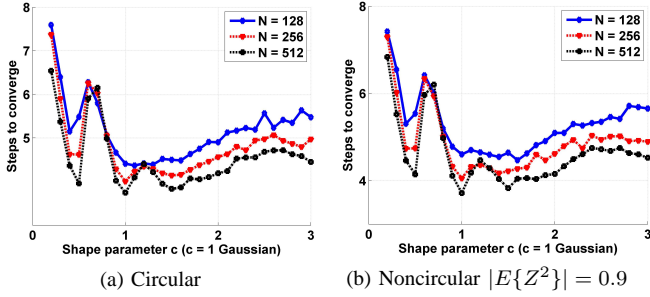 8
7
6
5
0
1
2
3
Steps to converge
Shape parameter c (c = 1 Gaussian)
N = 128
N = 256
N = 512
(a) Circular
8
6
4
0
1
2
3
Steps to converge
Shape parameter c (c = 1 Gaussian)
N = 128
N = 256
N = 512
(b) Noncircular |E{Z²}| = 0.9